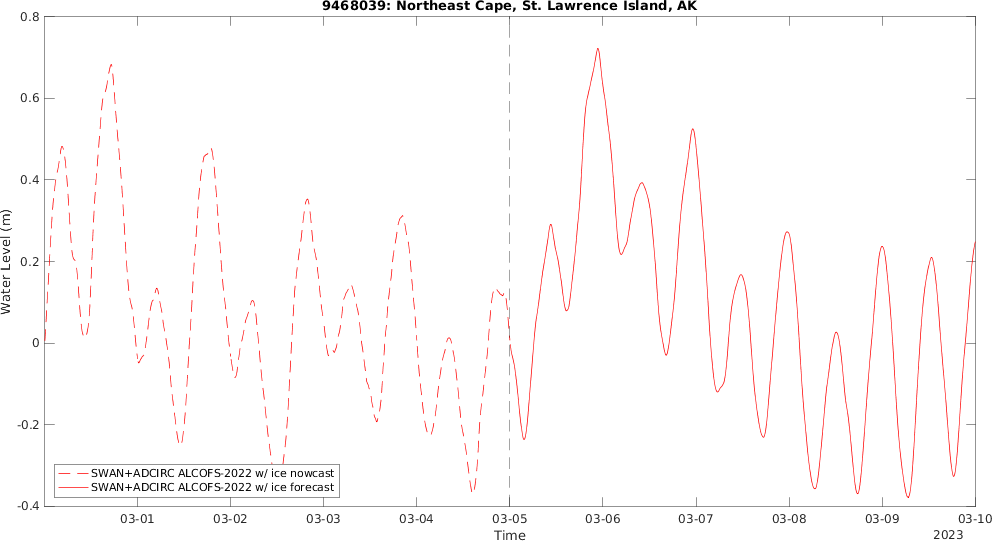 9468039: Northeast Cape, St. Lawrence Island, AK
Water Level (m)
0.8
0.6
0.4
0.2
0
-0.2
-0.4
SWAN+ADCIRC ALCOFS-2022 w/ ice nowcast
SWAN+ADCIRC ALCOFS-2022 w/ ice forecast
03-01 03-02 03-03 03-04 03-05 03-06 03-07 03-08 03-09 03-10
Time
2023